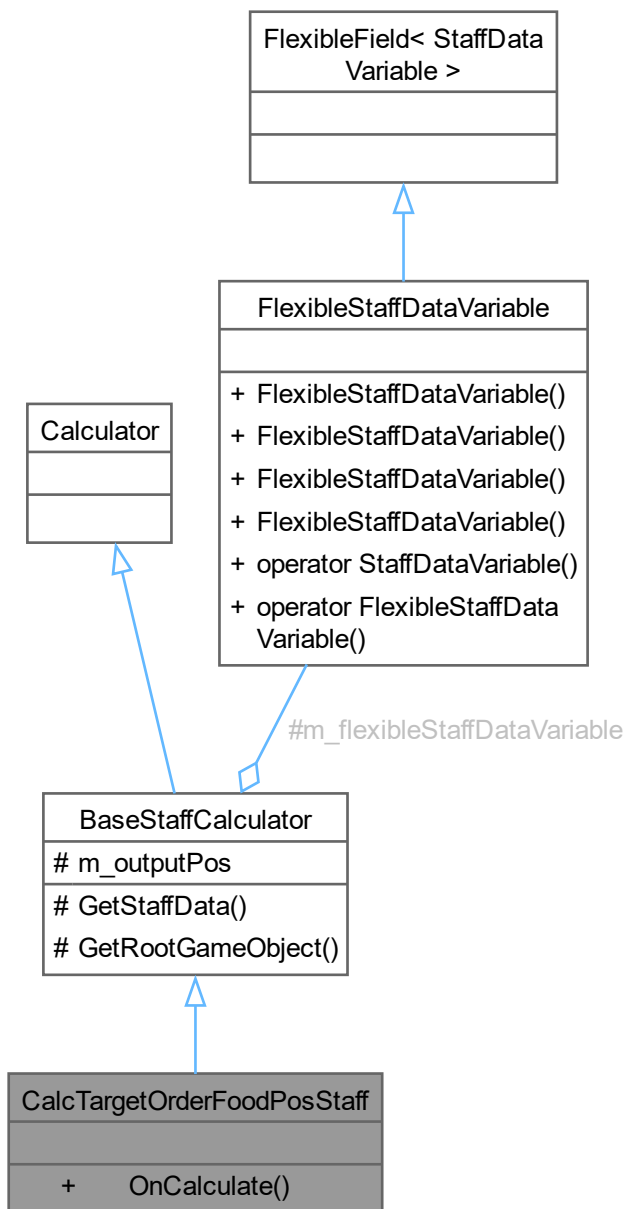 FlexibleField< StaffData
Variable >
FlexibleStaffDataVariable
+ FlexibleStaffDataVariable()
+ FlexibleStaffDataVariable()
+ FlexibleStaffDataVariable()
+ FlexibleStaffDataVariable()
+ operator StaffDataVariable()
+ operator FlexibleStaffData
Variable()
Calculator
#m_flexibleStaffDataVariable
BaseStaffCalculator
# m_outputPos
# GetStaffData()
# GetRootGameObject()
CalcTargetOrderFoodPosStaff
+ OnCalculate()